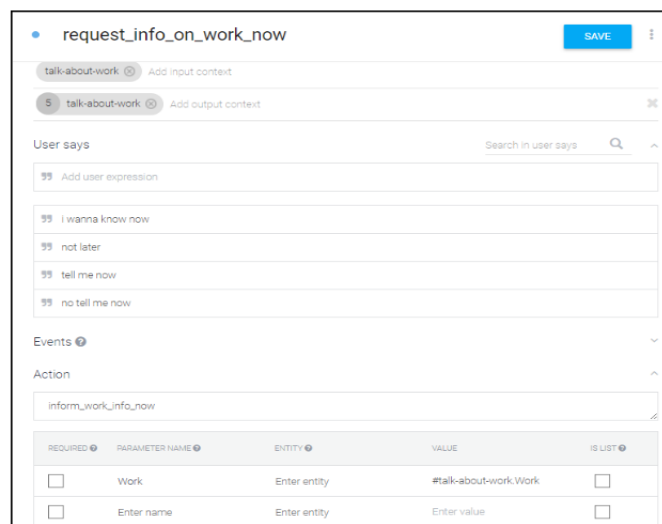 request_info_on_work_now SAVE
talk-about-work Add input context
5 talk-about-work Add output context
User says Search in user says
Add user expression
i wanna know now
not later
tell me now
no tell me now
Events
Action
inform_work_info_now
REQUIRED PARAMETER NAME ENTITY VALUE IS LIST
Work Enter entity #talk-about-work.Work
Enter name Enter entity Enter value